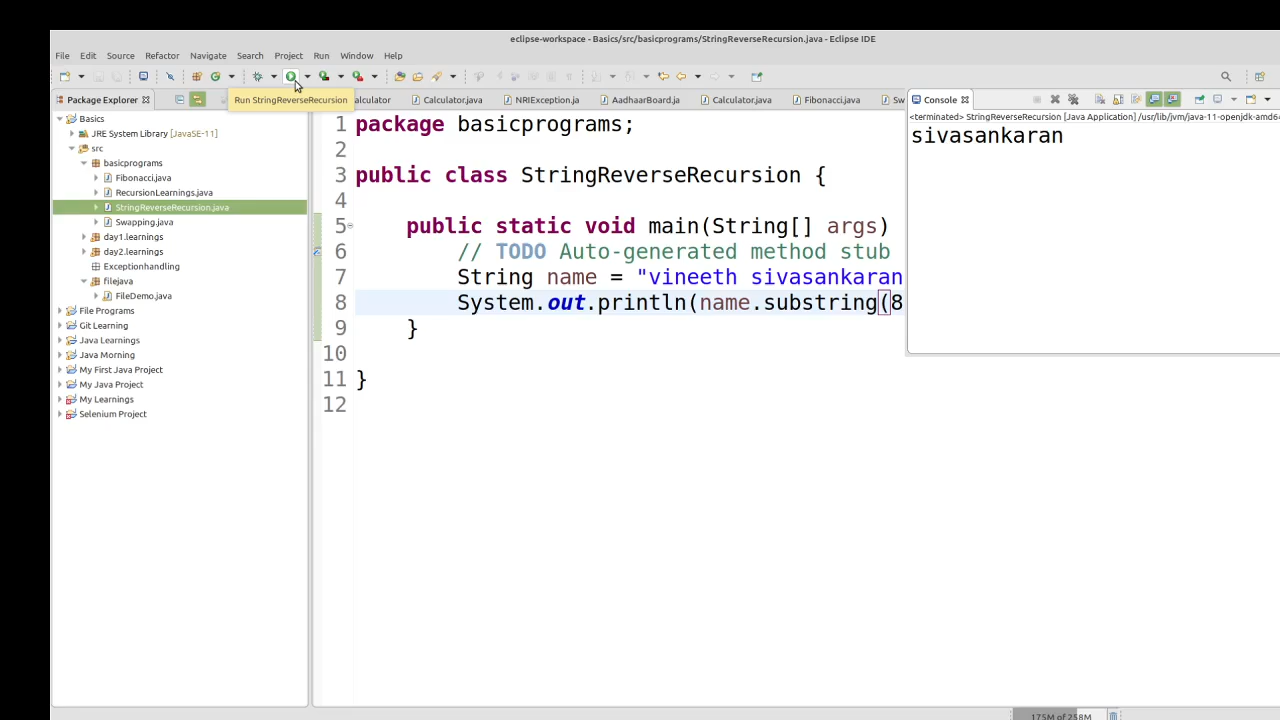 eclipse-workspace - Basics/src/basicprograms/StringReverseRecursion.java - Eclipse IDE
File Edit Source Refactor Navigate Search Project Run Window Help
Run StringReverseRecursion
Package Explorer
alculator Calculator.java NRIException.ja AadhaarBoard.ja Calculator.java Fibonacci.java Sw
Console
<terminated> StringReverseRecursion [Java Application] /usr/lib/jvm/java-11-openjdk-amd64
sivasankaran
Basics
JRE System Library [JavaSE-11]
src
basicprograms
Fibonacci.java
RecursionLearnings.java
StringReverseRecursion.java
Swapping.java
day1.learnings
day2.learnings
Exceptionhandling
filejava
FileDemo.java
File Programs
Git Learning
Java Learnings
Java Morning
My First Java Project
My Java Project
My Learnings
Selenium Project
1 package basicprograms;
2
3 public class StringReverseRecursion {
4
5 public static void main(String[] args)
6 // TODO Auto-generated method stub
7 String name = "vineeth sivasankaran
8 System.out.println(name.substring(8
9 }
10
11 }
12
175M of 258M